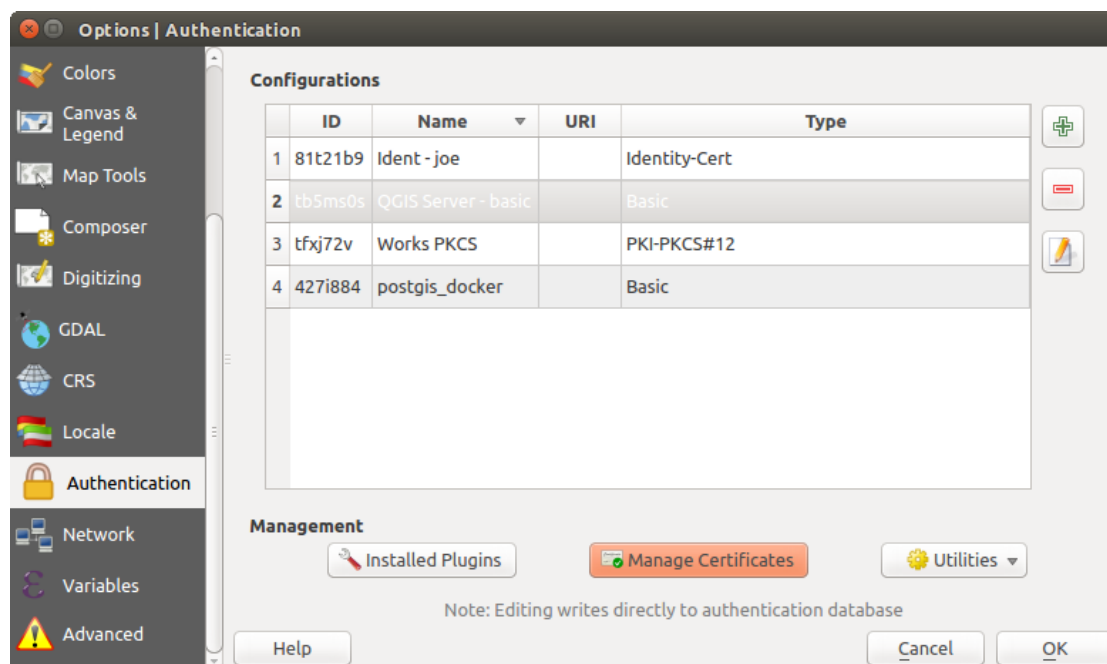 Options | Authentication
Colors
Canvas &
Legend
Map Tools
Composer
Digitizing
GDAL
CRS
Locale
Authentication
Network
Variables
Advanced
Configurations
ID Name URI Type
1 81t21b9 Ident - joe Identity-Cert
2 tb5ms0s QGIS Server - basic Basic
3 tfxj72v Works PKCS PKI-PKCS#12
4 427i884 postgis_docker Basic
Management
Installed Plugins Manage Certificates Utilities
Note: Editing writes directly to authentication database
Help Cancel OK